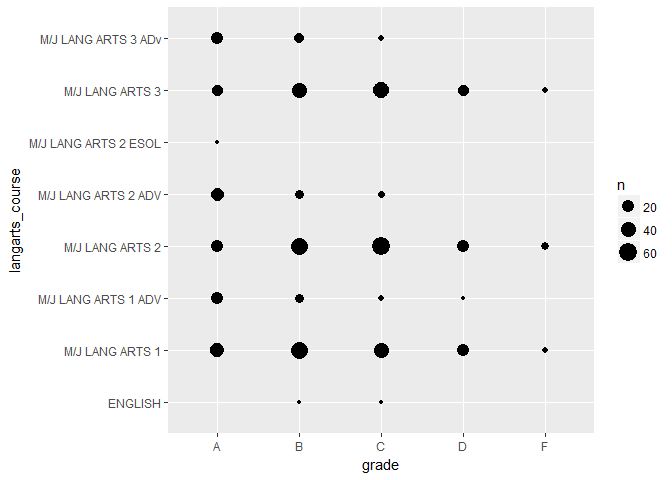 M/J LANG ARTS 3 ADv
M/J LANG ARTS 3
M/J LANG ARTS 2 ESOL
M/J LANG ARTS 2 ADV
M/J LANG ARTS 2
M/J LANG ARTS 1 ADV
M/J LANG ARTS 1
ENGLISH
langarts_course
A B C D F
grade
n
20
40
60